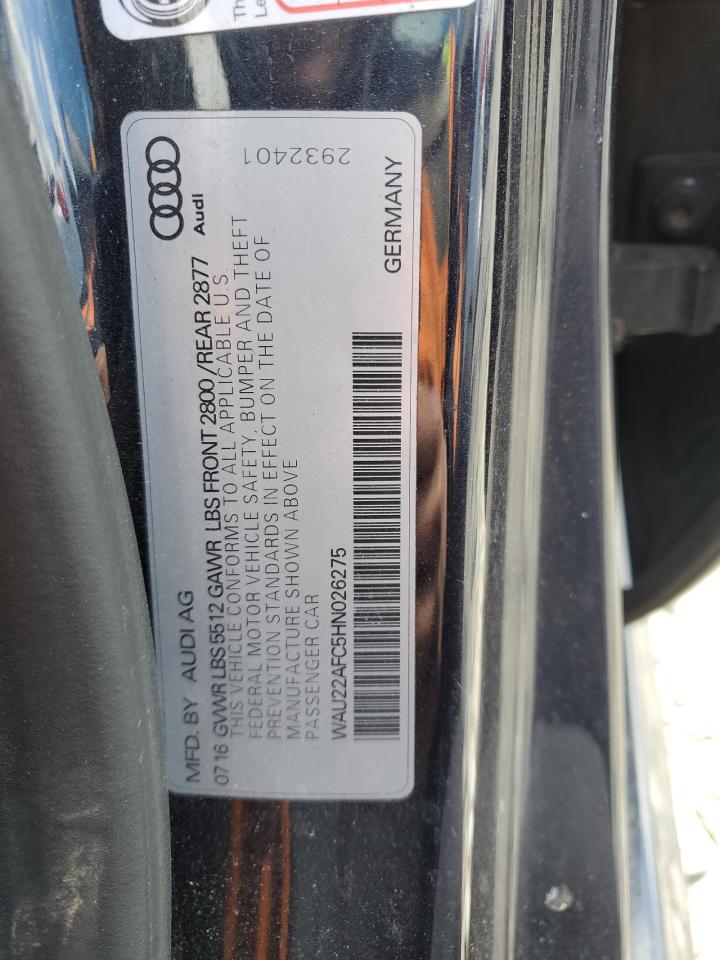 Th
Le
Audi
2932401
MFD. BY AUDI AG
0716 GVWR LBS 5512 GAWR LBS FRONT 2800 /REAR 2877
THIS VEHICLE CONFORMS TO ALL APPLICABLE U.S.
FEDERAL MOTOR VEHICLE SAFETY, BUMPER AND THEFT
PREVENTION STANDARDS IN EFFECT ON THE DATE OF
MANUFACTURE SHOWN ABOVE
PASSENGER CAR
GERMANY
WAU22AFC5HN026275